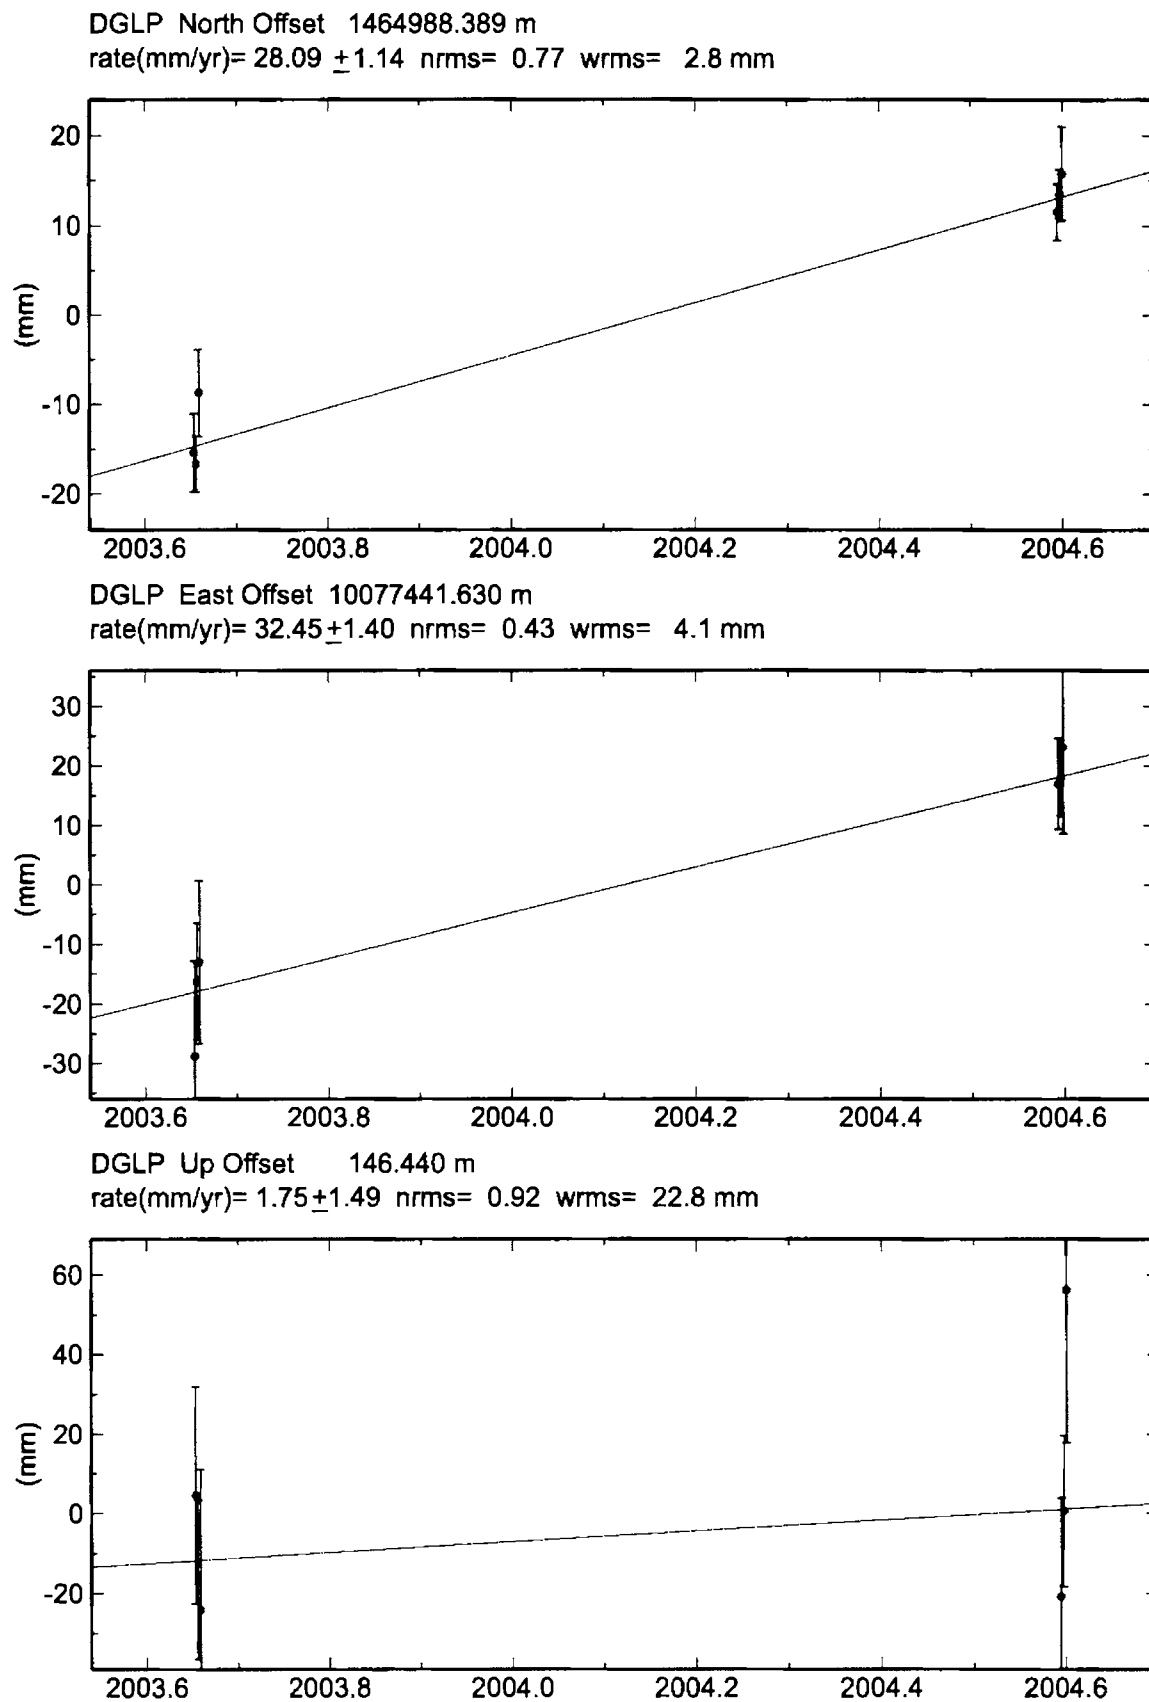 DGLP North Offset 1464988.389 m
rate(mm/yr)= 28.09 ±1.14 nrms= 0.77 wrms= 2.8 mm
20
10
0
-10
-20
(mm)
2003.6 2003.8 2004.0 2004.2 2004.4 2004.6
DGLP East Offset 10077441.630 m
rate(mm/yr)= 32.45±1.40 nrms= 0.43 wrms= 4.1 mm
30
20
10
0
-10
-20
-30
(mm)
2003.6 2003.8 2004.0 2004.2 2004.4 2004.6
DGLP Up Offset 146.440 m
rate(mm/yr)= 1.75±1.49 nrms= 0.92 wrms= 22.8 mm
60
40
20
0
-20
(mm)
2003.6 2003.8 2004.0 2004.2 2004.4 2004.6